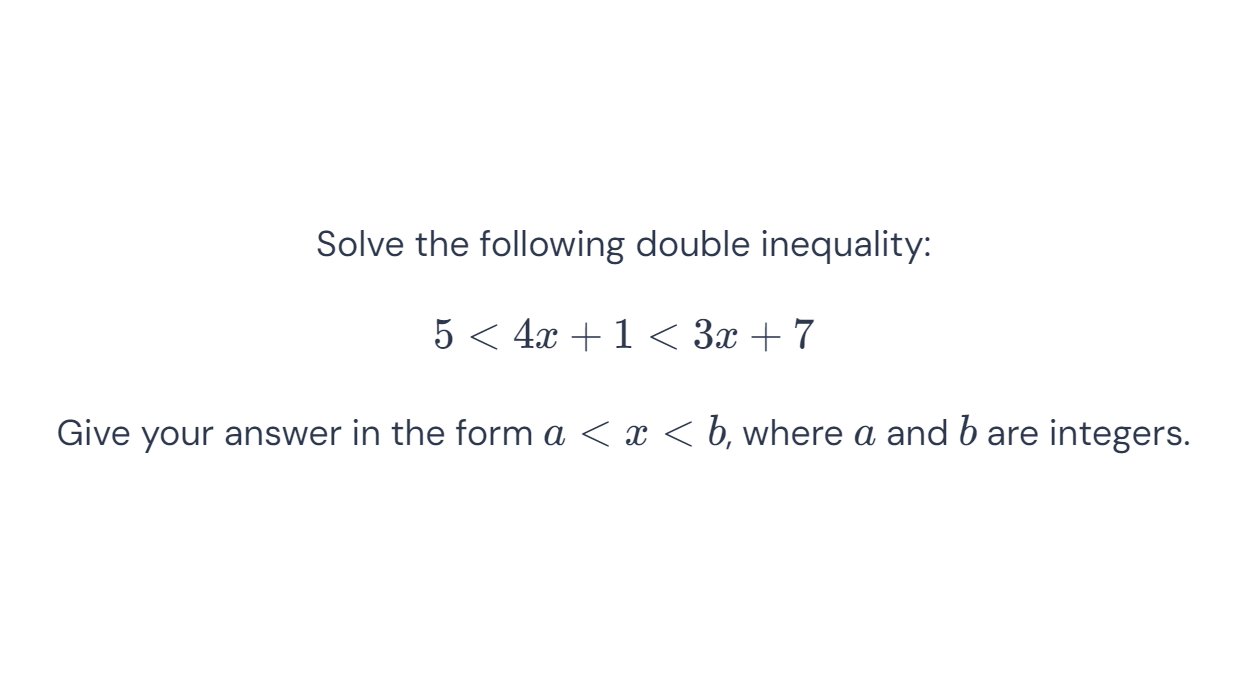 Solve the following double inequality:
5 < 4x + 1 < 3x + 7
Give your answer in the form a < x < b, where a and b are integers.